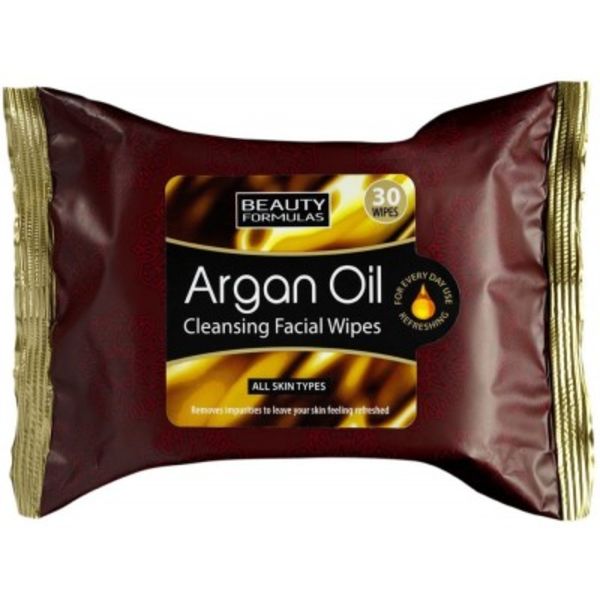 BEAUTY
FORMULAS
30
WIPES
Argan Oil
Cleansing Facial Wipes
FOR EVERY DAY USE
REFRESHING
ALL SKIN TYPES
Removes impurities to leave your skin feeling refreshed